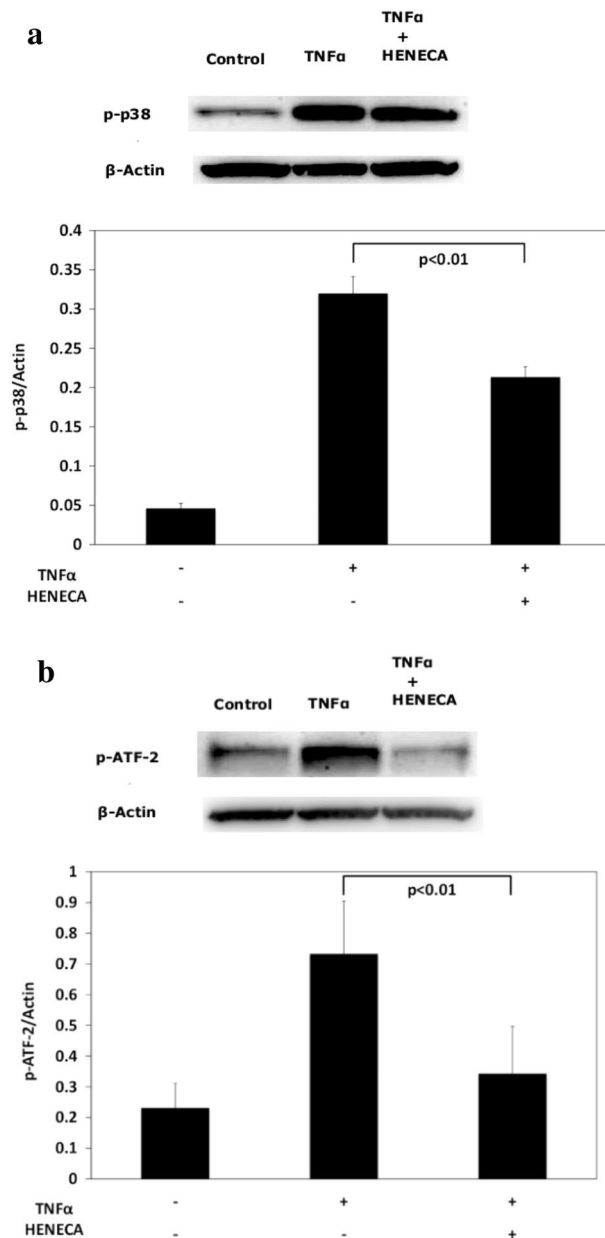 a
TNFα
+
HENECA
Control TNFα
p-p38
β-Actin
0.4
0.35
0.3
0.25
0.2
0.15
0.1
0.05
0
p-p38/Actin
p<0.01
TNFα - + +
HENECA - - +
b
TNFα
+
HENECA
Control TNFα
p-ATF-2
β-Actin
1
0.9
0.8
0.7
0.6
0.5
0.4
0.3
0.2
0.1
0
p-ATF-2/Actin
p<0.01
TNFα - + +
HENECA - - +